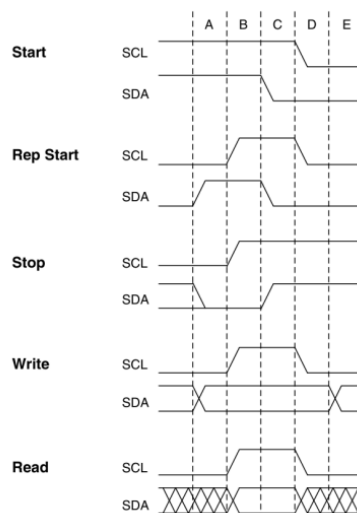 A B C D E
Start SCL
SDA
Rep Start SCL
SDA
Stop SCL
SDA
Write SCL
SDA
Read SCL
SDA